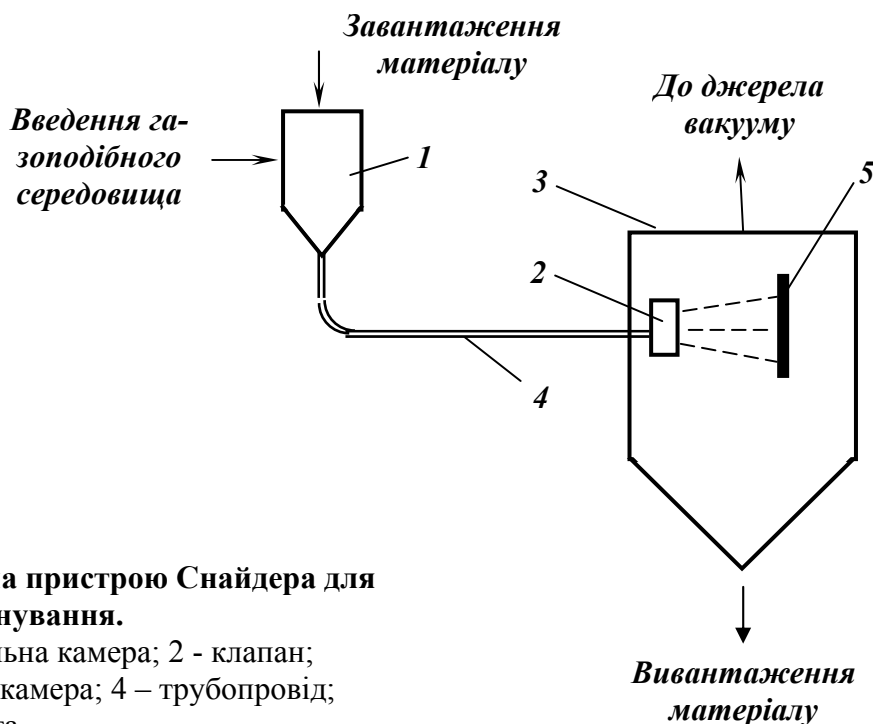 Завантаження
матеріалу
До джерела
вакууму
Введення га-
зоподібного
середовища
1
3
5
2
4
а пристрою Снайдера для
нування.
льна камера; 2 - клапан;
камера; 4 – трубопровід;
Вивантаження
матеріалу